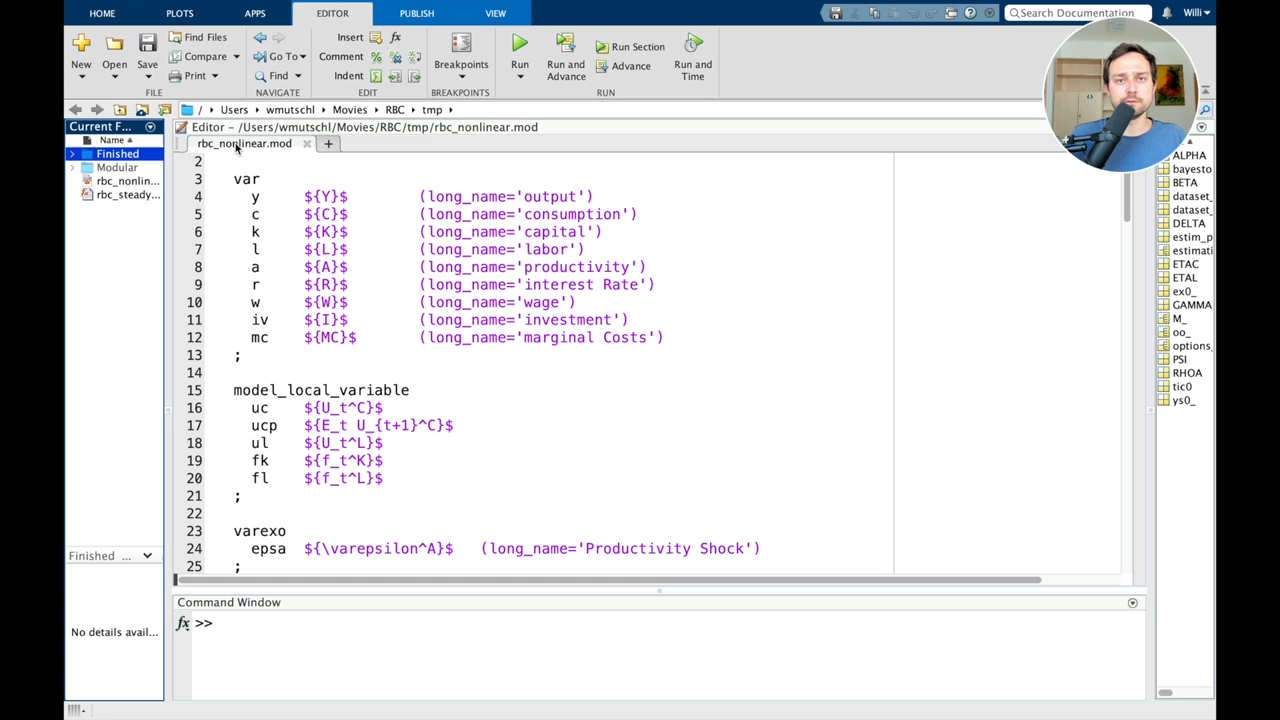 HOME PLOTS APPS EDITOR PUBLISH VIEW Search Documentation Willi
New Open Save Find Files Compare Print Go To Find Insert Comment Indent fx Breakpoints Run Run and Advance Run Section Advance Run and Time
FILE NAVIGATE EDIT BREAKPOINTS RUN
/ Users wmutschl Movies RBC tmp
Current F...
Name
Finished
Modular
rbc_nonlin...
rbc_steady...
Finished ...
No details avail...
Editor – /Users/wmutschl/Movies/RBC/tmp/rbc_nonlinear.mod
rbc_nonlinear.mod
2
3 var
4 y ${Y}$ (long_name='output')
5 c ${C}$ (long_name='consumption')
6 k ${K}$ (long_name='capital')
7 l ${L}$ (long_name='labor')
8 a ${A}$ (long_name='productivity')
9 r ${R}$ (long_name='interest Rate')
10 w ${W}$ (long_name='wage')
11 iv ${I}$ (long_name='investment')
12 mc ${MC}$ (long_name='marginal Costs')
13 ;
14
15 model_local_variable
16 uc ${U_t^C}$
17 ucp ${E_t U_{t+1}^C}$
18 ul ${U_t^L}$
19 fk ${f_t^K}$
20 fl ${f_t^L}$
21 ;
22
23 varexo
24 epsa ${\varepsilon^A}$ (long_name='Productivity Shock')
25 ;
Command Window
fx >>
ALPHA
bayesto
BETA
dataset_
dataset_
DELTA
estim_p
estimati
ETAC
ETAL
ex0_
GAMMA
M_
oo_
options_
PSI
RHOA
tic0
ys0_